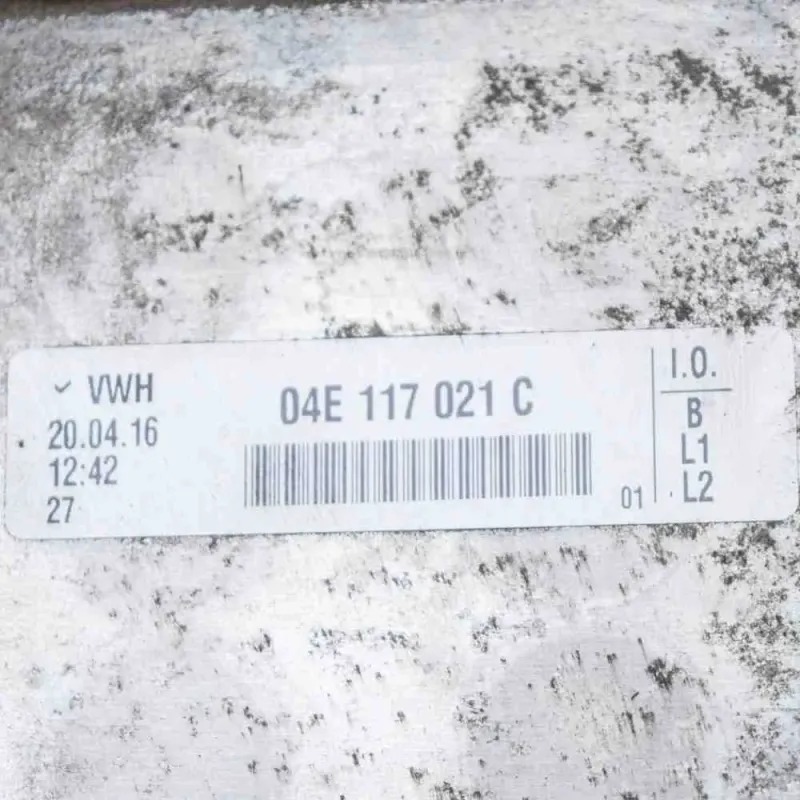 ✓ VWH
20.04.16
12:42
27
04E 117 021 C
01
I.O.
B
L1
L2